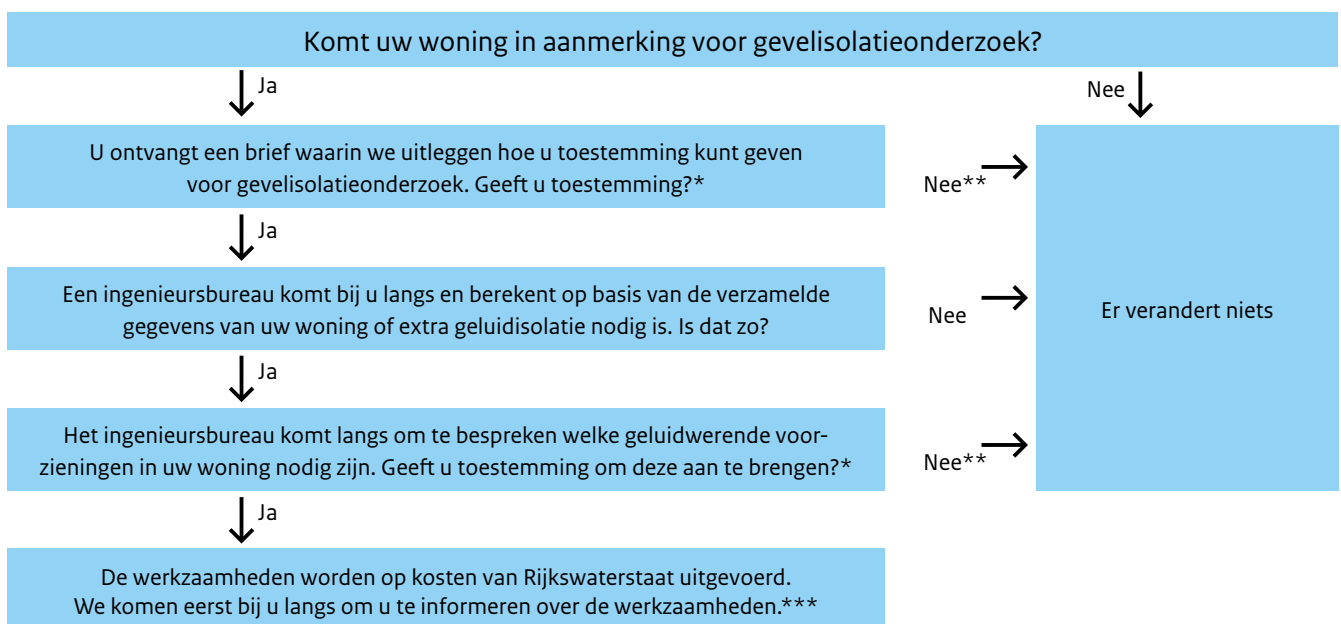 Komt uw woning in aanmerking voor gevelisolatieonderzoek?
Ja
Nee
U ontvangt een brief waarin we uitleggen hoe u toestemming kunt geven
voor gevelisolatieonderzoek. Geeft u toestemming?*
Nee**
Ja
Een ingenieursbureau komt bij u langs en berekent op basis van de verzamelde
gegevens van uw woning of extra geluidisolatie nodig is. Is dat zo?
Nee
Er verandert niets
Ja
Het ingenieursbureau komt langs om te bespreken welke geluidwerende voor-
zieningen in uw woning nodig zijn. Geeft u toestemming om deze aan te brengen?*
Nee**
Ja
De werkzaamheden worden op kosten van Rijkswaterstaat uitgevoerd.
We komen eerst bij u langs om u te informeren over de werkzaamheden.***